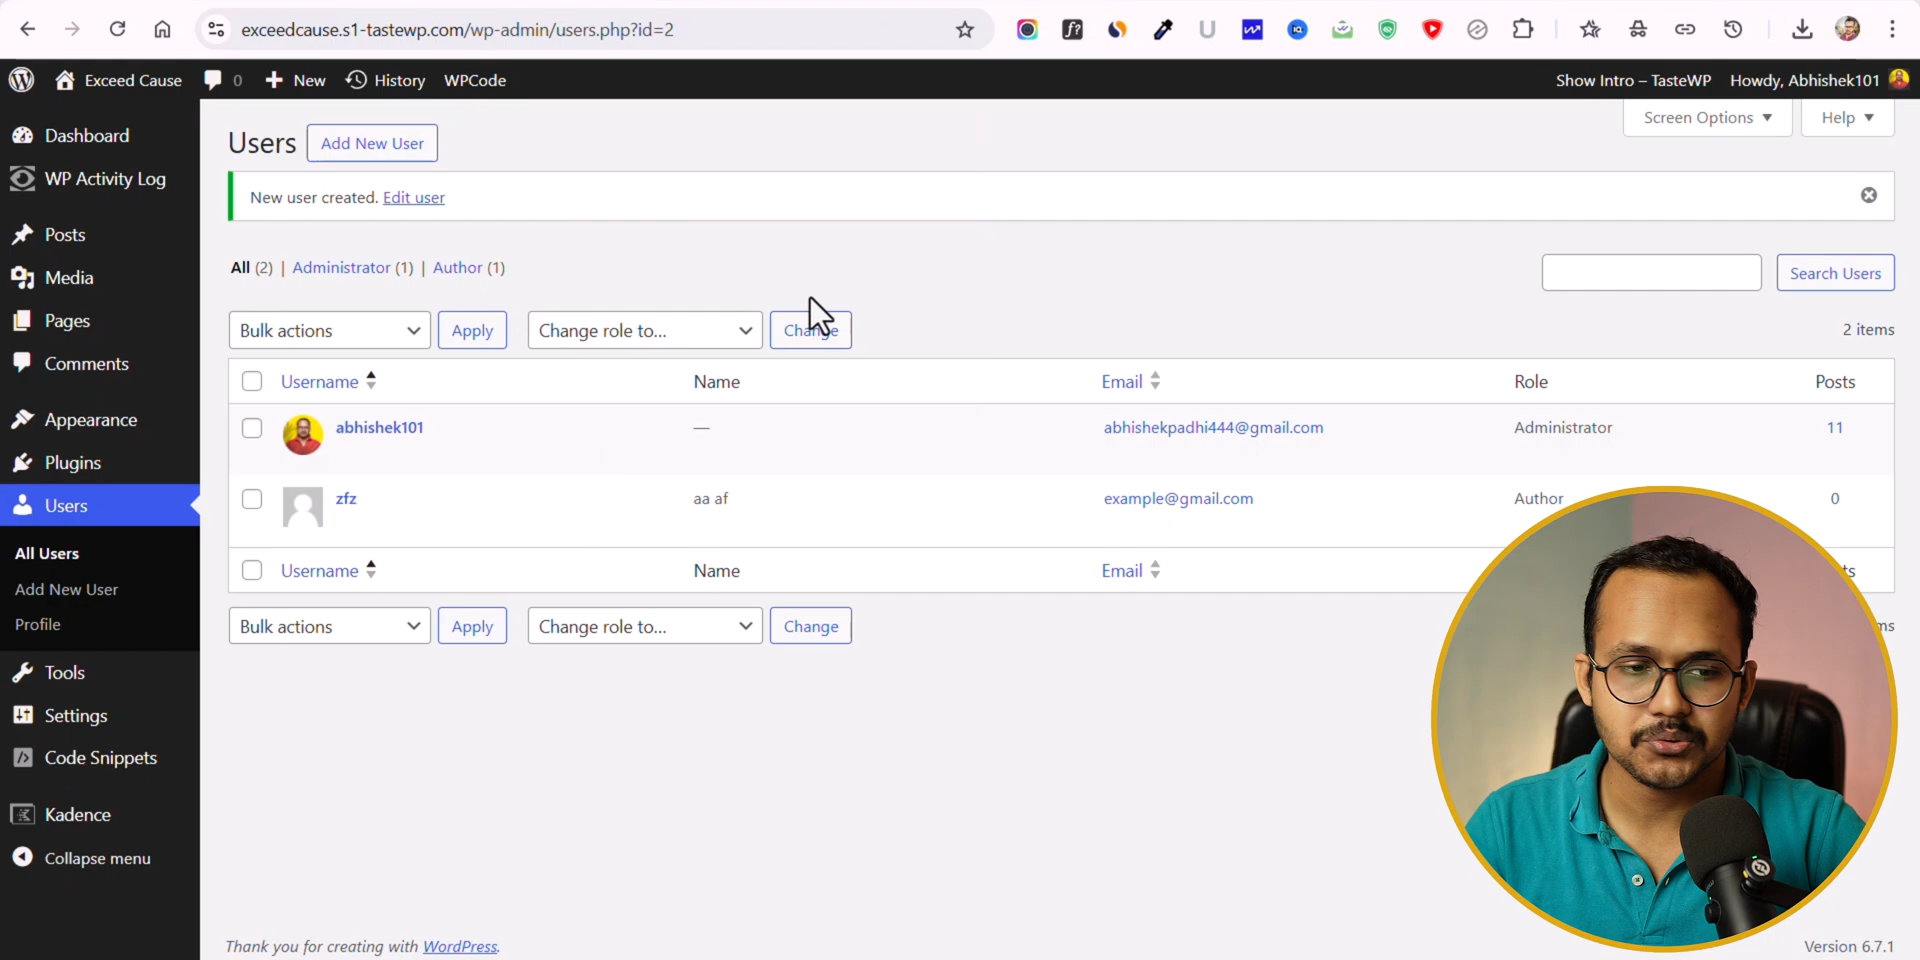 exceedcause.s1-tastewp.com/wp-admin/users.php?id=2
Exceed Cause
0
New
History
WPCode
Show Intro – TasteWP
Howdy, Abhishek101
Dashboard
WP Activity Log
Posts
Media
Pages
Comments
Appearance
Plugins
Users
All Users
Add New User
Profile
Tools
Settings
Code Snippets
Kadence
Collapse menu
Screen Options
Help
Users
Add New User
New user created. Edit user
All (2) | Administrator (1) | Author (1)
Search Users
Bulk actions
Apply
Change role to...
Change
2 items
Username Name Email Role Posts
abhishek101 — abhishekpadhi444@gmail.com Administrator 11
zfz aa af example@gmail.com Author 0
Username Name Email
Bulk actions
Apply
Change role to...
Change
Thank you for creating with WordPress.
Version 6.7.1